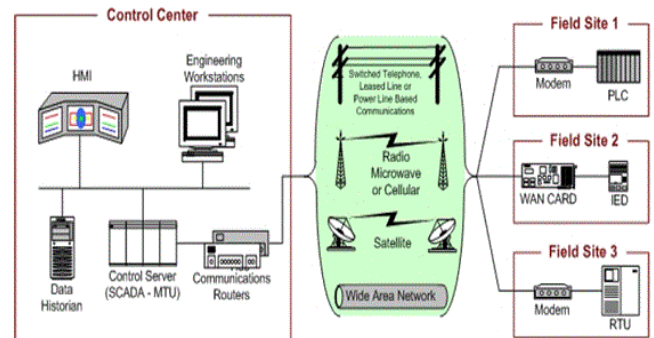 Control Center
HMI
Engineering
Workstations
Data
Historian
Control Server
(SCADA - MTU)
Communications
Routers
Switched Telephone,
Leased Line or
Power Line Based
Communications
Radio
Microwave
or Cellular
Satellite
Wide Area Network
Field Site 1
Modem
PLC
Field Site 2
WAN CARD
IED
Field Site 3
Modem
RTU